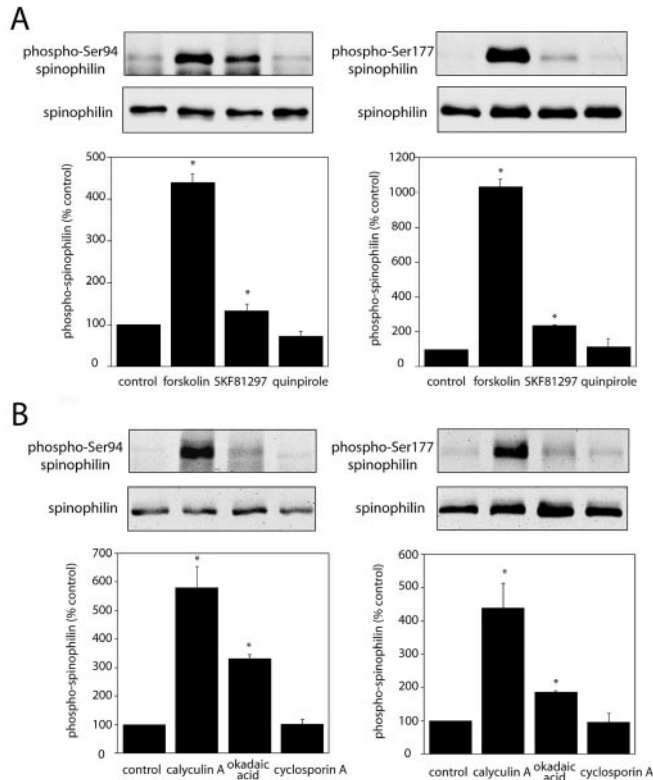 A
phospho-Ser94
spinophilin
spinophilin
phospho-spinophilin (% control)
500
400
300
200
100
0
*
*
control forskolin SKF81297 quinpirole
phospho-Ser177
spinophilin
spinophilin
phospho-spinophilin (% control)
1200
1000
800
600
400
200
0
*
*
control forskolin SKF81297 quinpirole
B
phospho-Ser94
spinophilin
spinophilin
phospho-spinophilin (% control)
700
600
500
400
300
200
100
0
*
*
control calyculin A okadaic acid cyclosporin A
phospho-Ser177
spinophilin
spinophilin
phospho-spinophilin (% control)
600
500
400
300
200
100
0
*
*
control calyculin A okadaic acid cyclosporin A